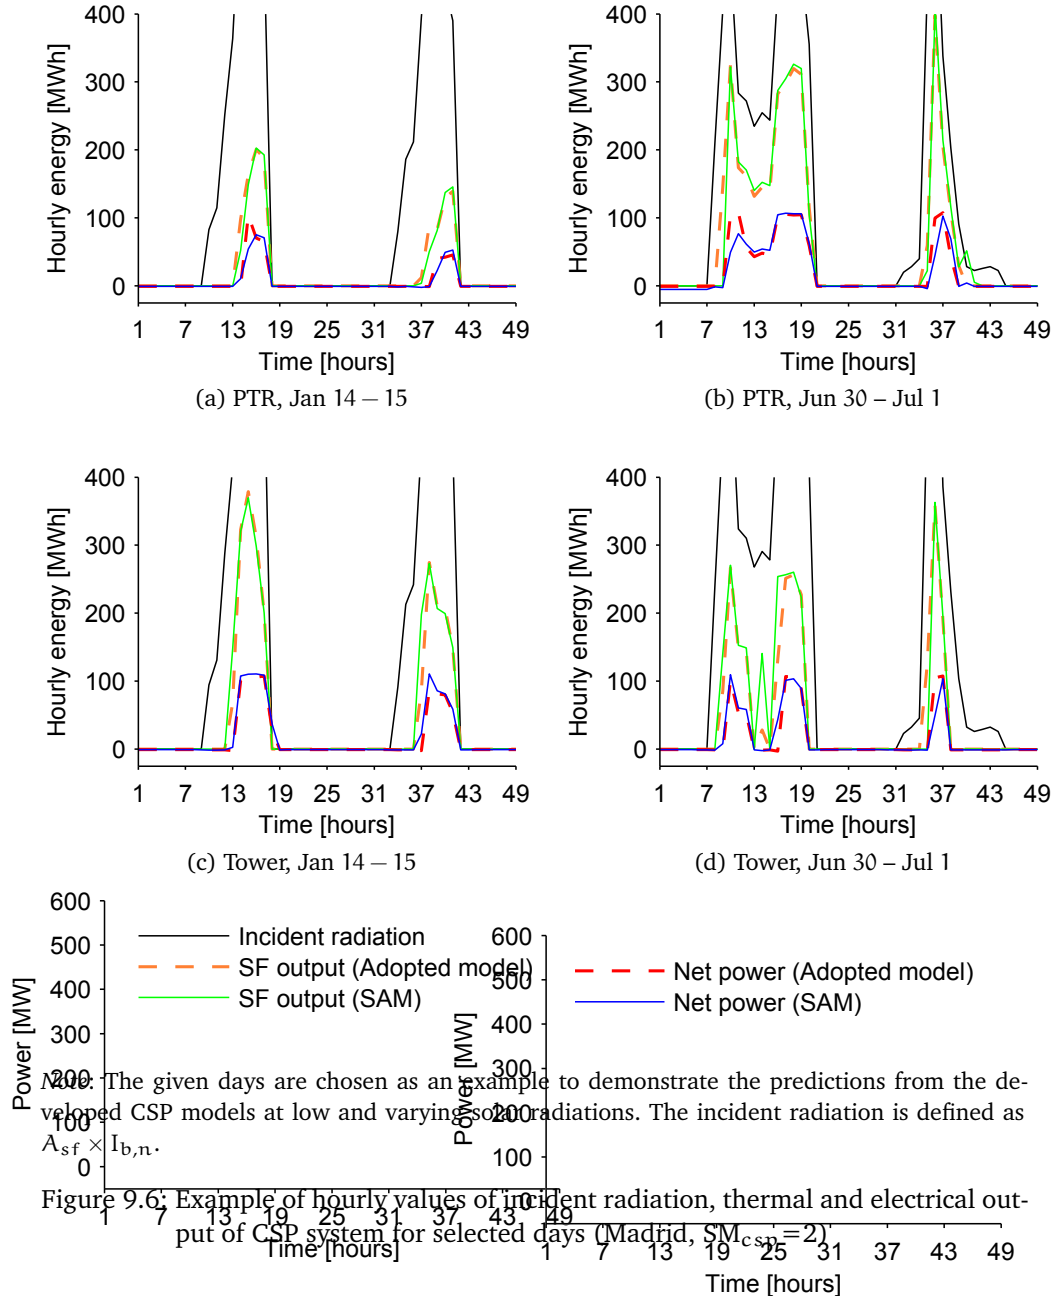 400
300
200
100
0
Hourly energy [MWh]
1 7 13 19 25 31 37 43 49
Time [hours]
(a) PTR, Jan 14 — 15
400
300
200
100
0
Hourly energy [MWh]
1 7 13 19 25 31 37 43 49
Time [hours]
(b) PTR, Jun 30 – Jul 1
400
300
200
100
0
Hourly energy [MWh]
1 7 13 19 25 31 37 43 49
Time [hours]
(c) Tower, Jan 14 — 15
400
300
200
100
0
Hourly energy [MWh]
1 7 13 19 25 31 37 43 49
Time [hours]
(d) Tower, Jun 30 – Jul 1
600
500
400
300
200
100
0
Power [MW]
1 7 13 19 25 31 37 43 49
Time [hours]
Incident radiation
SF output (Adopted model)
SF output (SAM)
600
500
400
300
200
100
0
Power [MW]
1 7 13 19 25 31 37 43 49
Time [hours]
Net power (Adopted model)
Net power (SAM)
Note: The given days are chosen as an example to demonstrate the predictions from the de-
veloped CSP models at low and varying solar radiations. The incident radiation is defined as
A_sf × I_b,n.
Figure 9.6: Example of hourly values of incident radiation, thermal and electrical out-
put of CSP system for selected days (Madrid, SM_csp=2)